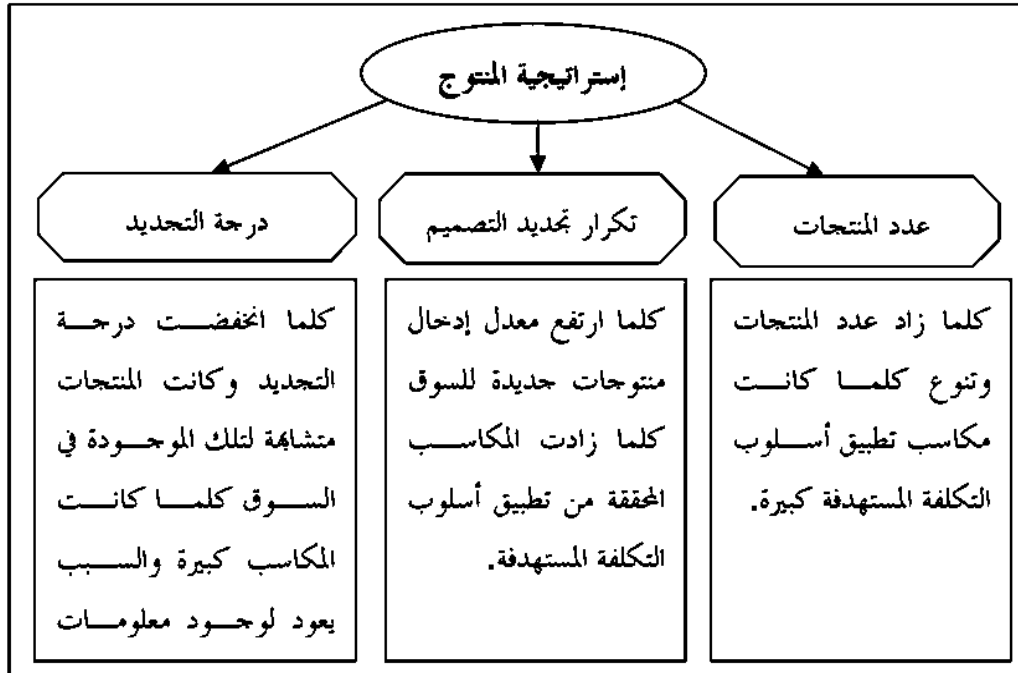 إستراتيجية المنتوج
عدد المنتجات
تكرار تجديد التصميم
درجة التجديد
كلما زاد عدد المنتجات
وتنوع كلما كانت
مكاسب تطبيق أسلوب
التكلفة المستهدفة كبيرة.
كلما ارتفع معدل إدخال
منتوجات جديدة للسوق
كلما زادت المكاسب
المحققة من تطبيق أسلوب
التكلفة المستهدفة.
كلما انخفضت درجة
التجديد وكانت المنتجات
متشابهة لتلك الموجودة في
السوق كلما كانت
المكاسب كبيرة والسبب
يعود لوجود معلومات